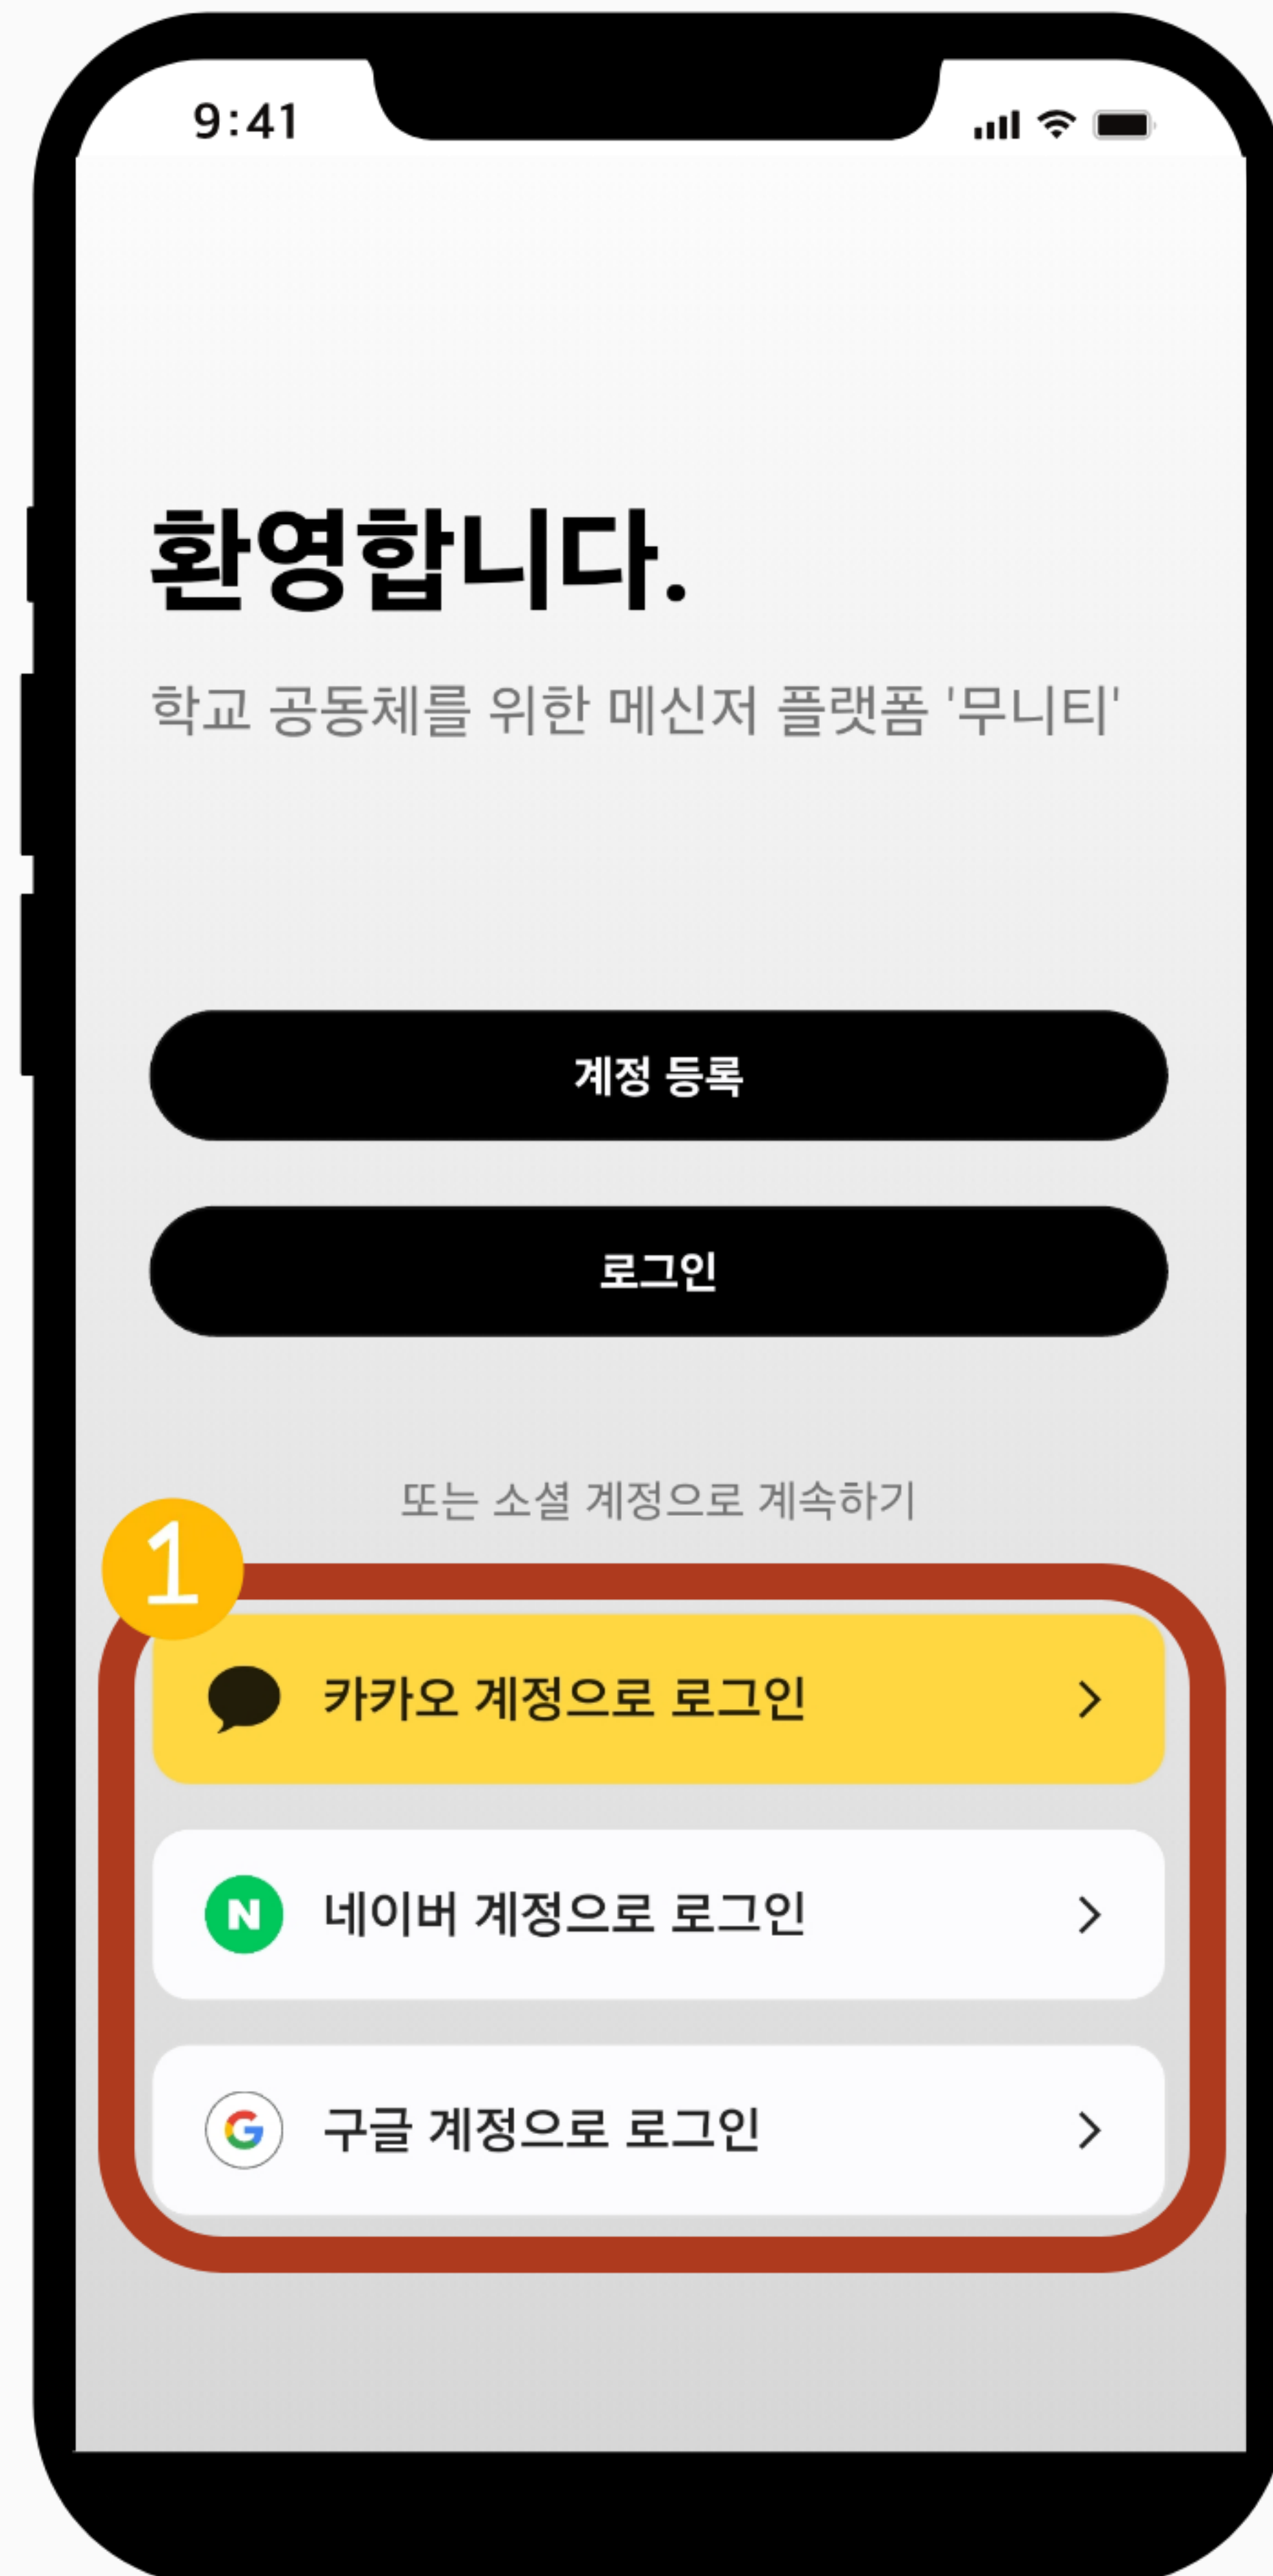 9:41
환영합니다.
학교 공동체를 위한 메신저 플랫폼 '무니티'
계정 등록
로그인
또는 소셜 계정으로 계속하기
1
카카오 계정으로 로그인
N 네이버 계정으로 로그인
G 구글 계정으로 로그인